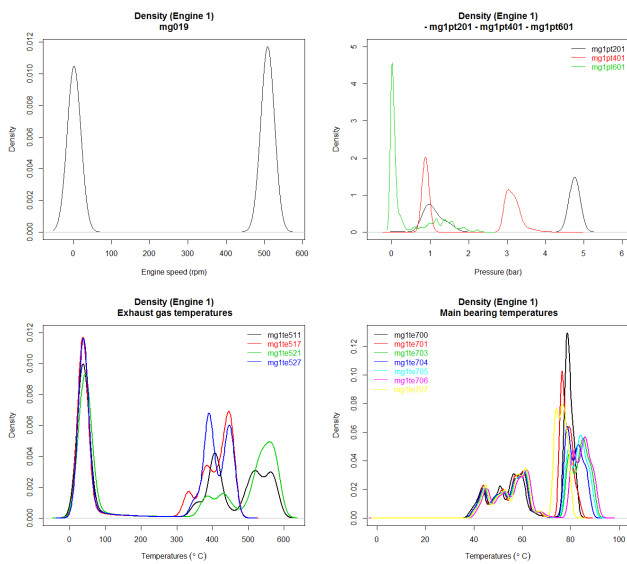 Density (Engine 1)
mg019
Density
0.000 0.002 0.004 0.006 0.008 0.010 0.012
0 100 200 300 400 500 600
Engine speed (rpm)
Density (Engine 1)
- mg1pt201 - mg1pt401 - mg1pt601
mg1pt201
mg1pt401
mg1pt601
Density
0 1 2 3 4 5
0 1 2 3 4 5 6
Pressure (bar)
Density (Engine 1)
Exhaust gas temperatures
mg1te511
mg1te517
mg1te521
mg1te527
Density
0.000 0.002 0.004 0.006 0.008 0.010 0.012
0 100 200 300 400 500 600
Temperatures (° C)
Density (Engine 1)
Main bearing temperatures
mg1te700
mg1te701
mg1te703
mg1te704
mg1te705
mg1te706
Density
0.00 0.02 0.04 0.06 0.08 0.10 0.12
0 20 40 60 80 100
Temperatures (° C)